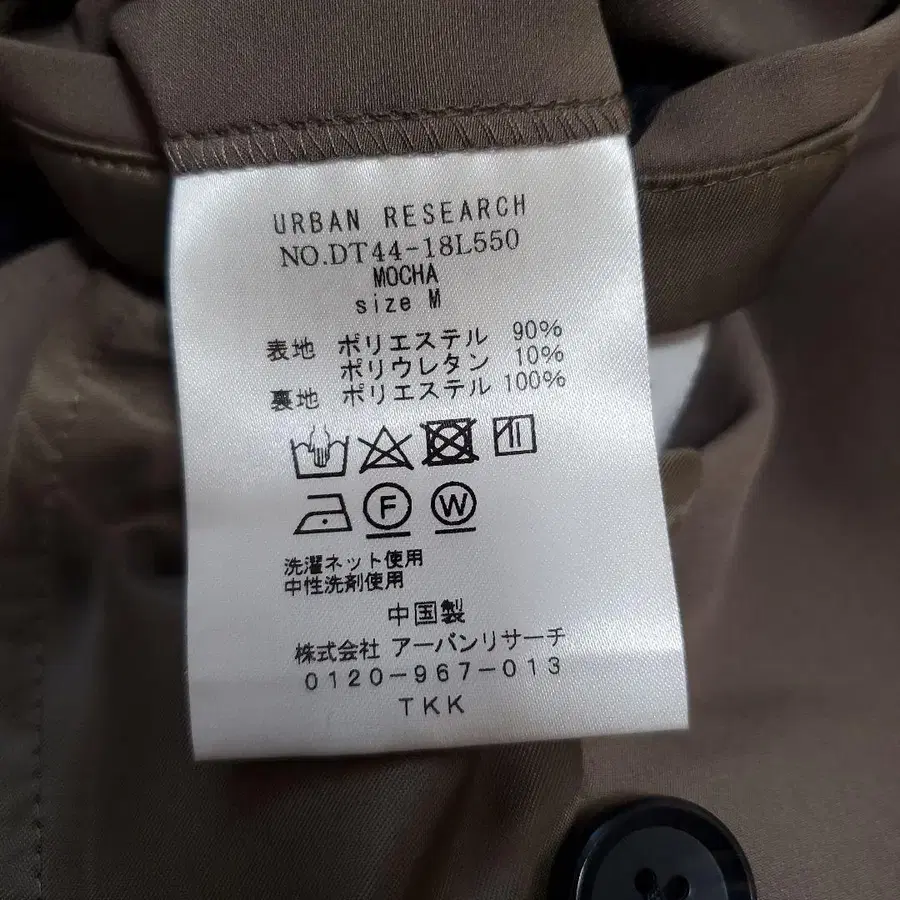 URBAN RESEARCH
NO.DT44-18L550
MOCHA
size M
表地 ポリエステル 90%
ポリウレタン 10%
裏地 ポリエステル 100%
F W
洗濯ネット使用
中性洗剤使用
中国製
株式会社 アーバンリサーチ
0120-967-013
TKK